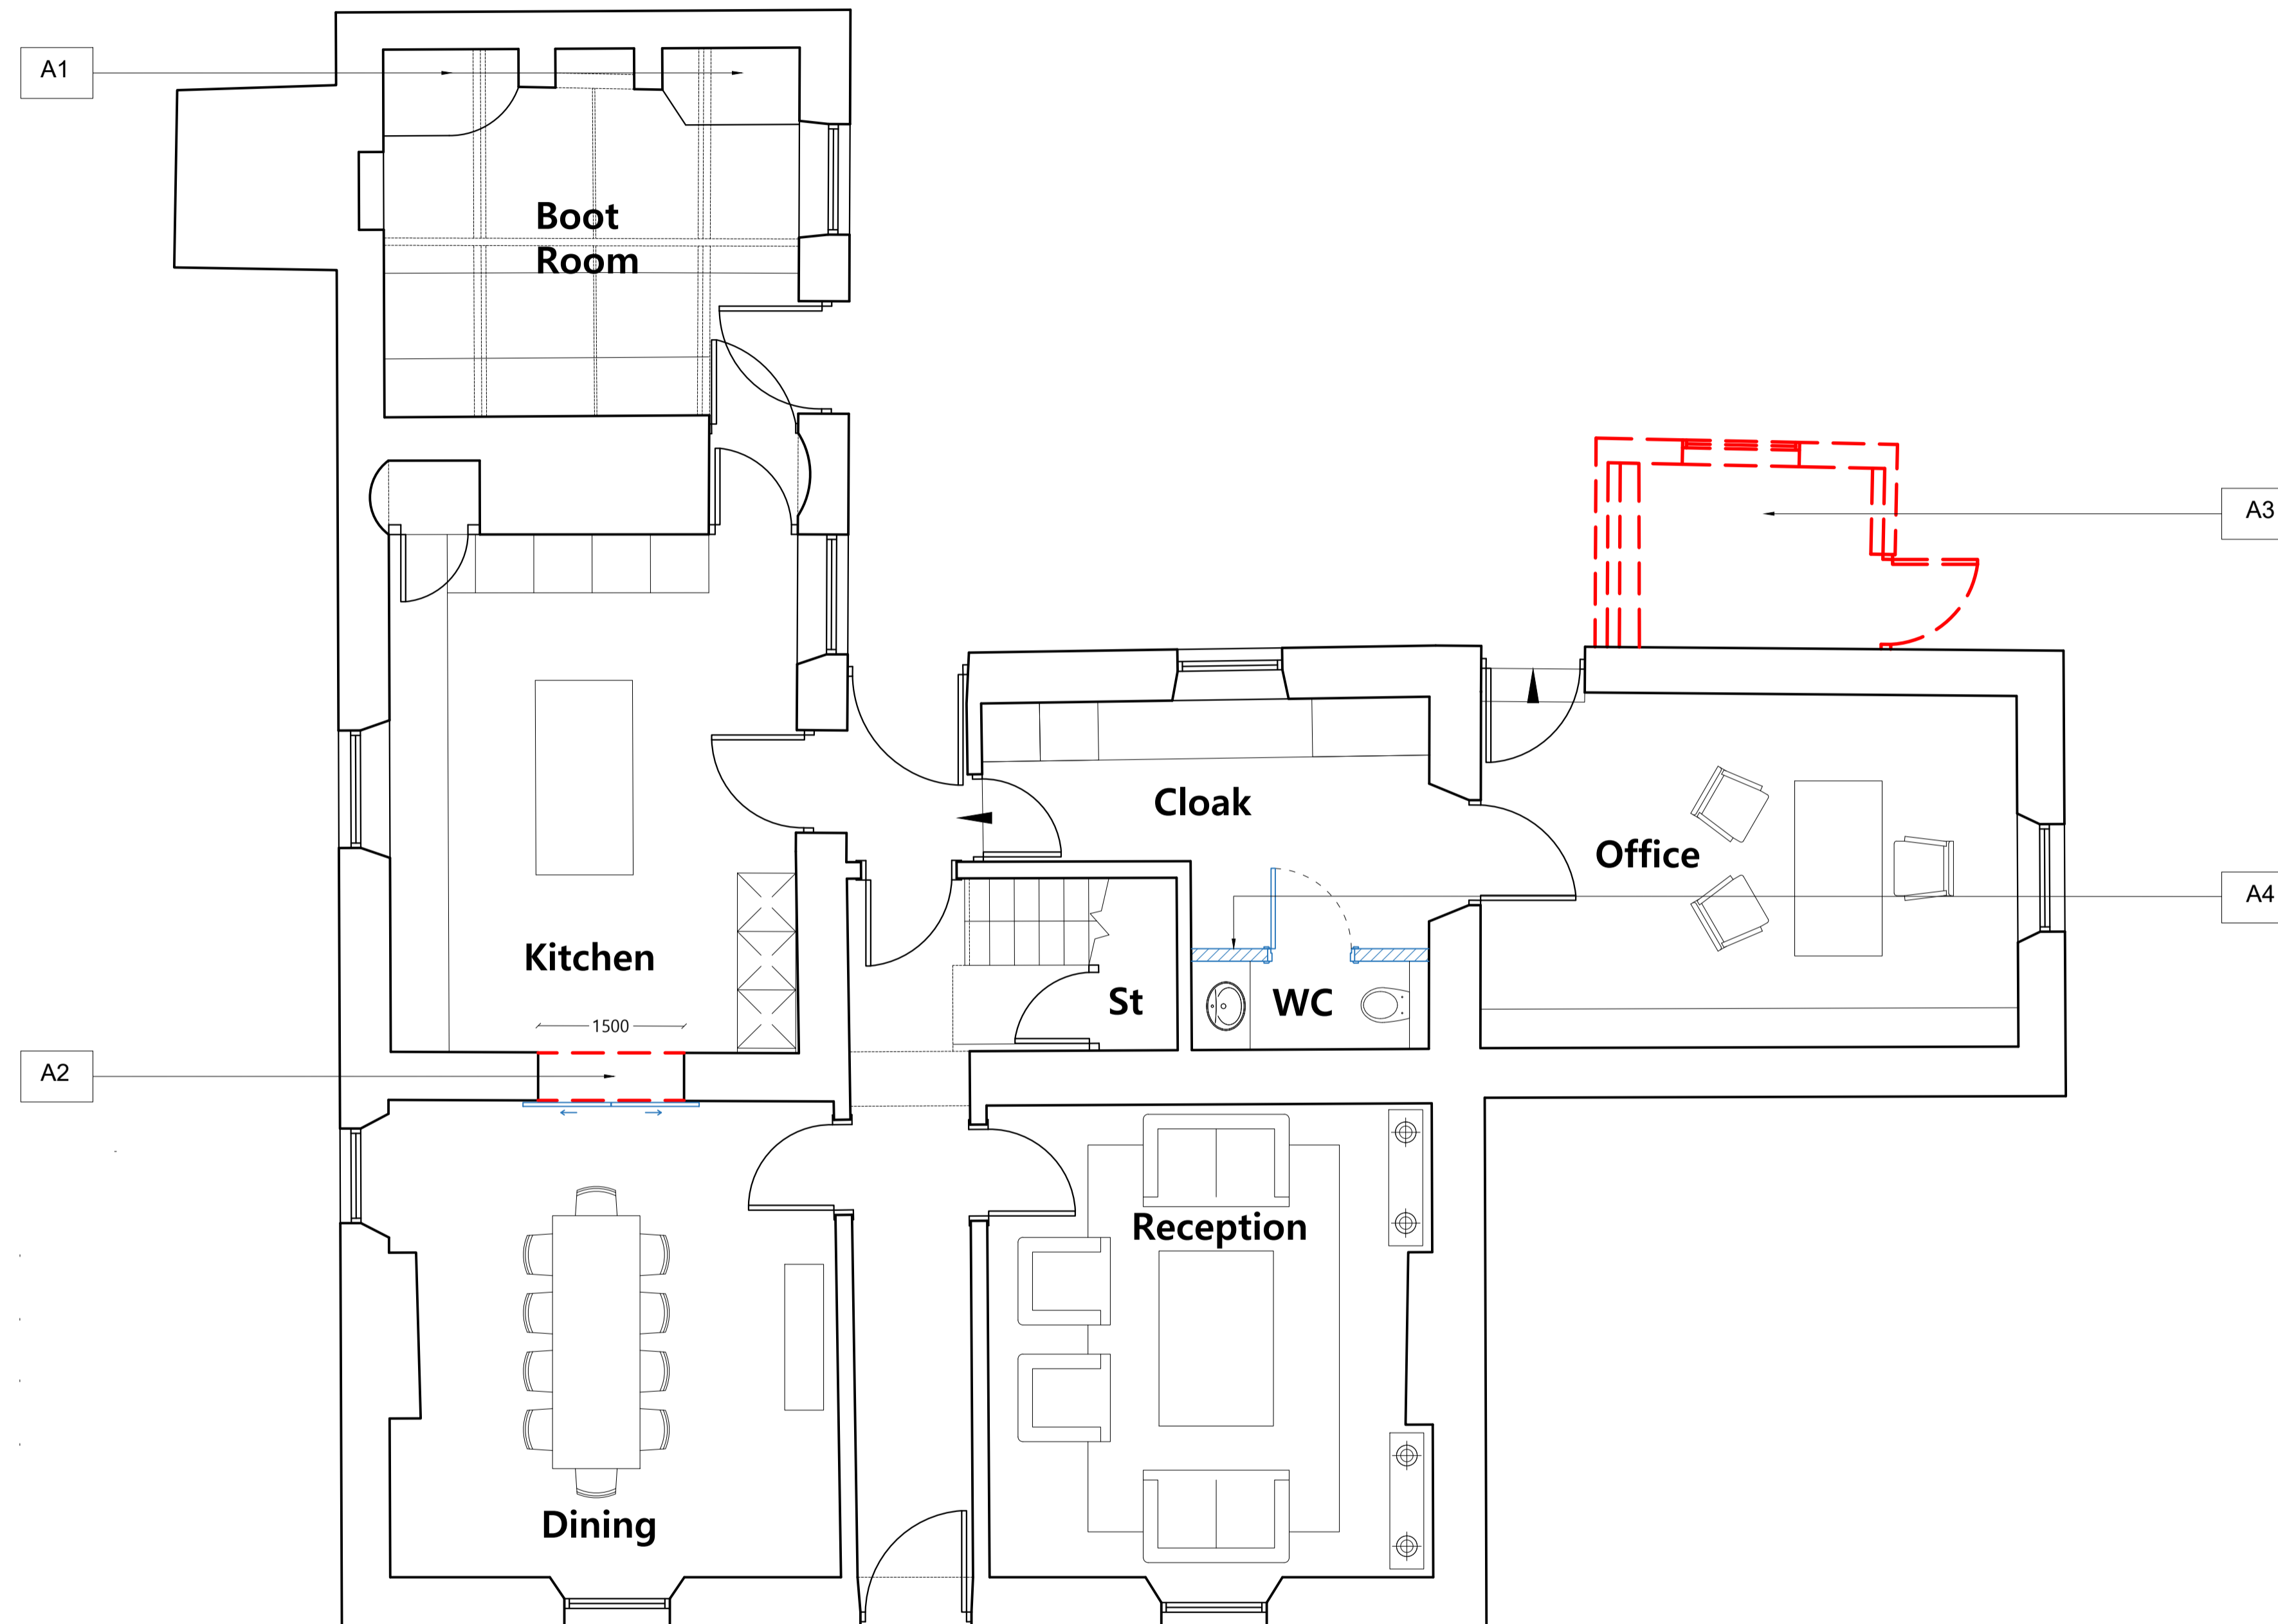 A1
Boot
Room
A3
Cloak
Office
A4
Kitchen
St
WC
1500
A2
Reception
Dining